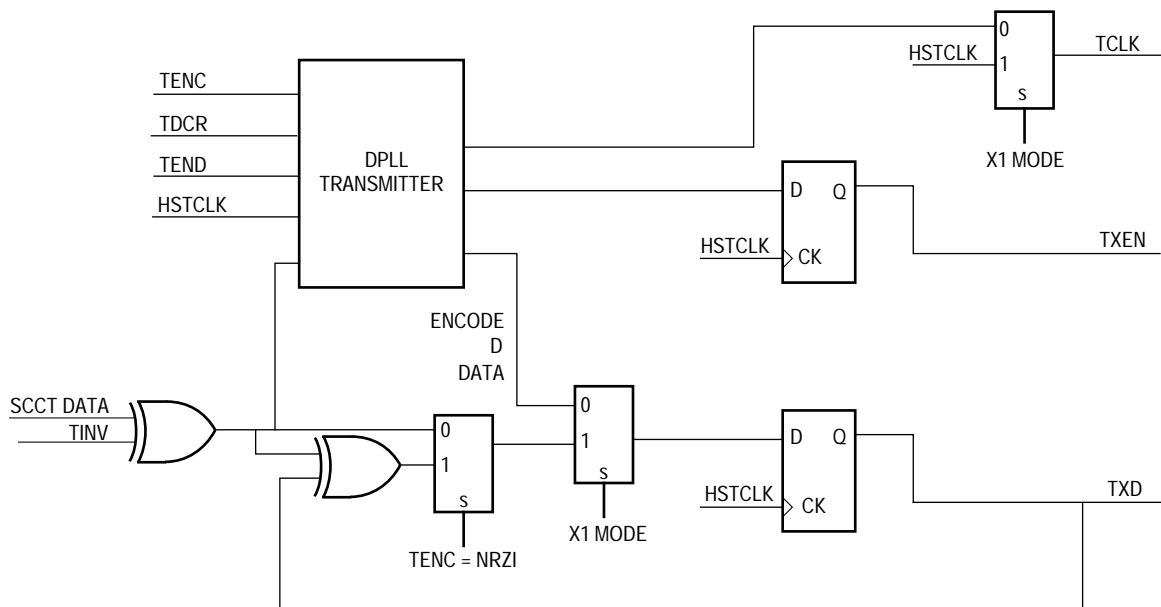 0
HSTCLK
1
TCLK
s
X1 MODE
TENC
TDCR
TEND
HSTCLK
DPLL
TRANSMITTER
D
Q
HSTCLK
CK
TXEN
ENCODE
D
DATA
SCCT DATA
TINV
0
1
s
TENC = NRZI
0
1
s
X1 MODE
D
Q
HSTCLK
CK
TXD